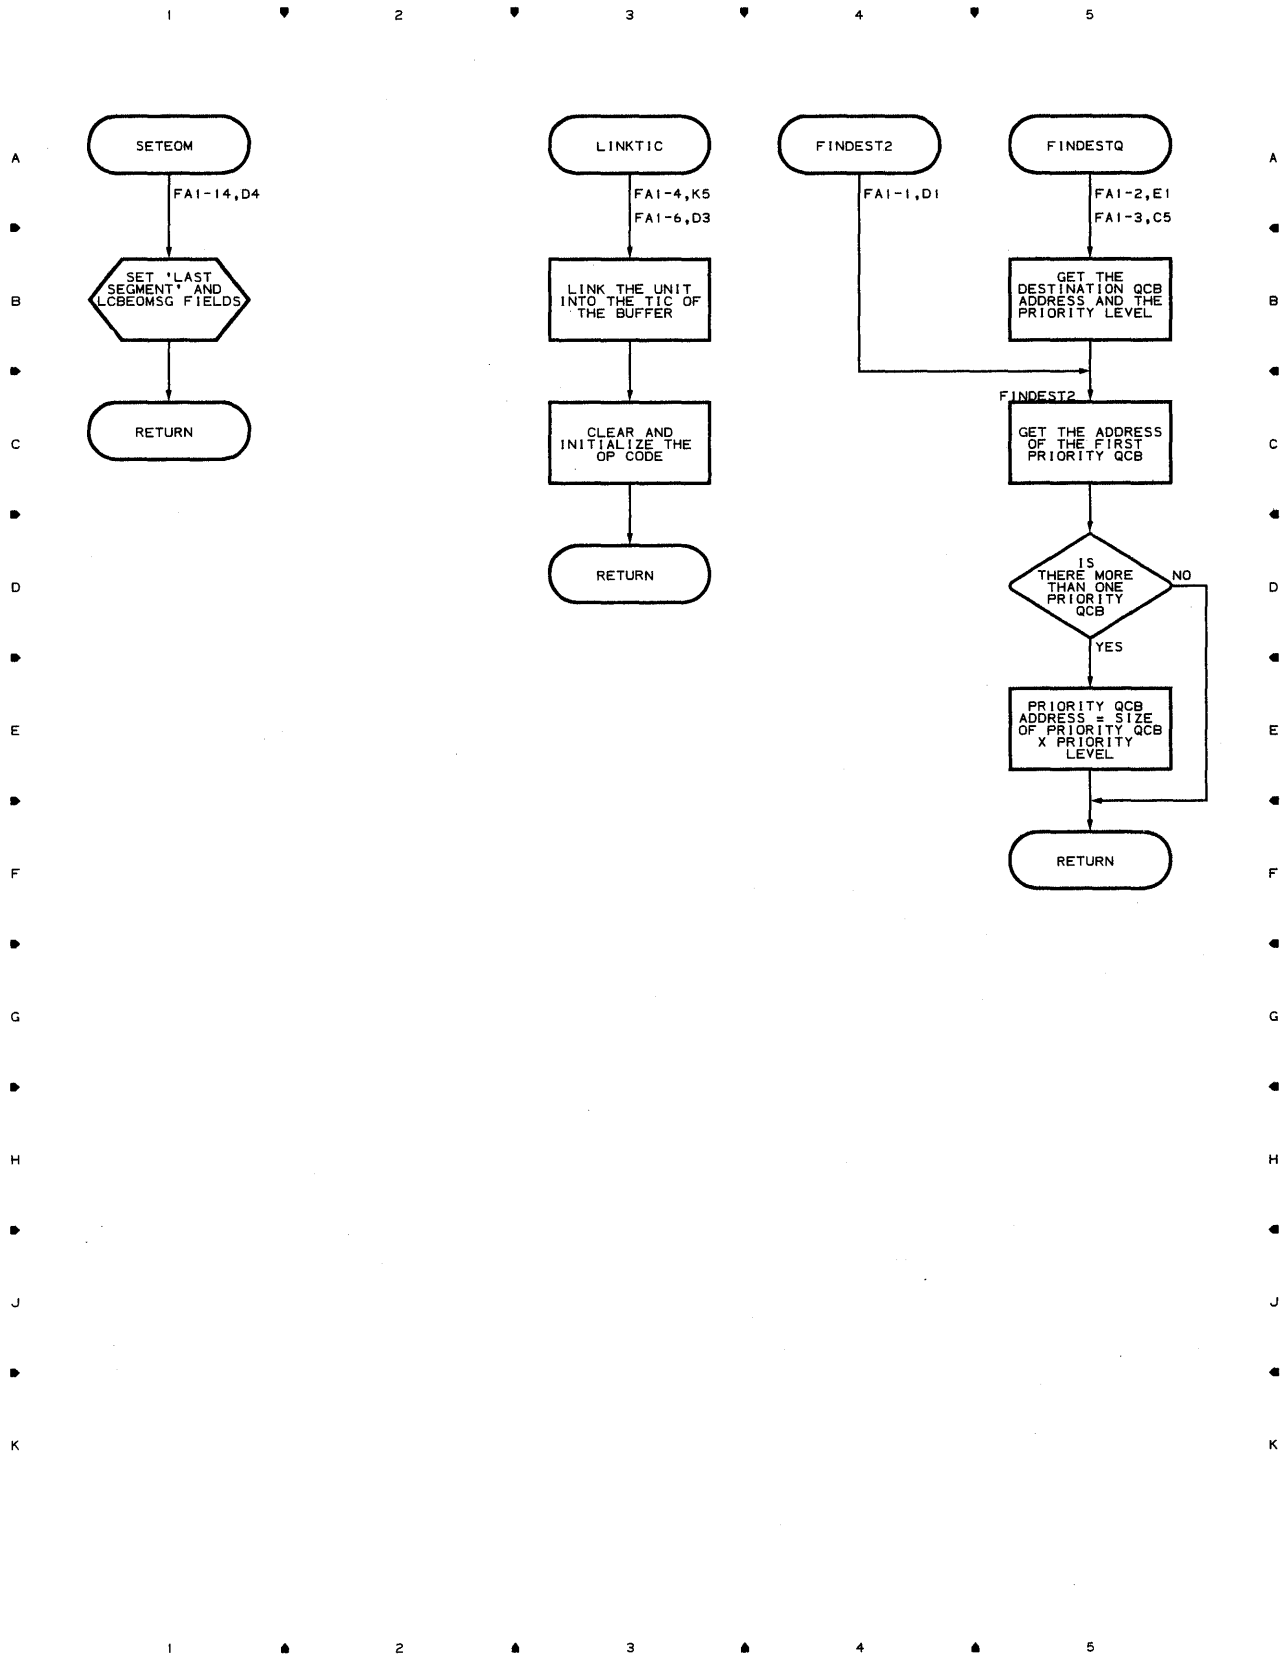 1 2 3 4 5
A SETEOM LINKTIC FINDEST2 FINDESTQ A
FA1-14,D4 FA1-4,K5 FA1-1,D1 FA1-2,E1
FA1-6,D3 FA1-3,C5
SET 'LAST
SEGMENT' AND
LCBEOMSG FIELDS
LINK THE UNIT
INTO THE TIC OF
THE BUFFER
GET THE
DESTINATION QCB
ADDRESS AND THE
PRIORITY LEVEL
B B
FINDEST2
RETURN
CLEAR AND
INITIALIZE THE
OP CODE
GET THE ADDRESS
OF THE FIRST
PRIORITY QCB
C C
RETURN
IS
THERE MORE
THAN ONE
PRIORITY
QCB
NO
D D
YES
PRIORITY QCB
ADDRESS = SIZE
OF PRIORITY QCB
X PRIORITY
LEVEL
E E
RETURN
F F
G G
H H
J J
K K
1 2 3 4 5